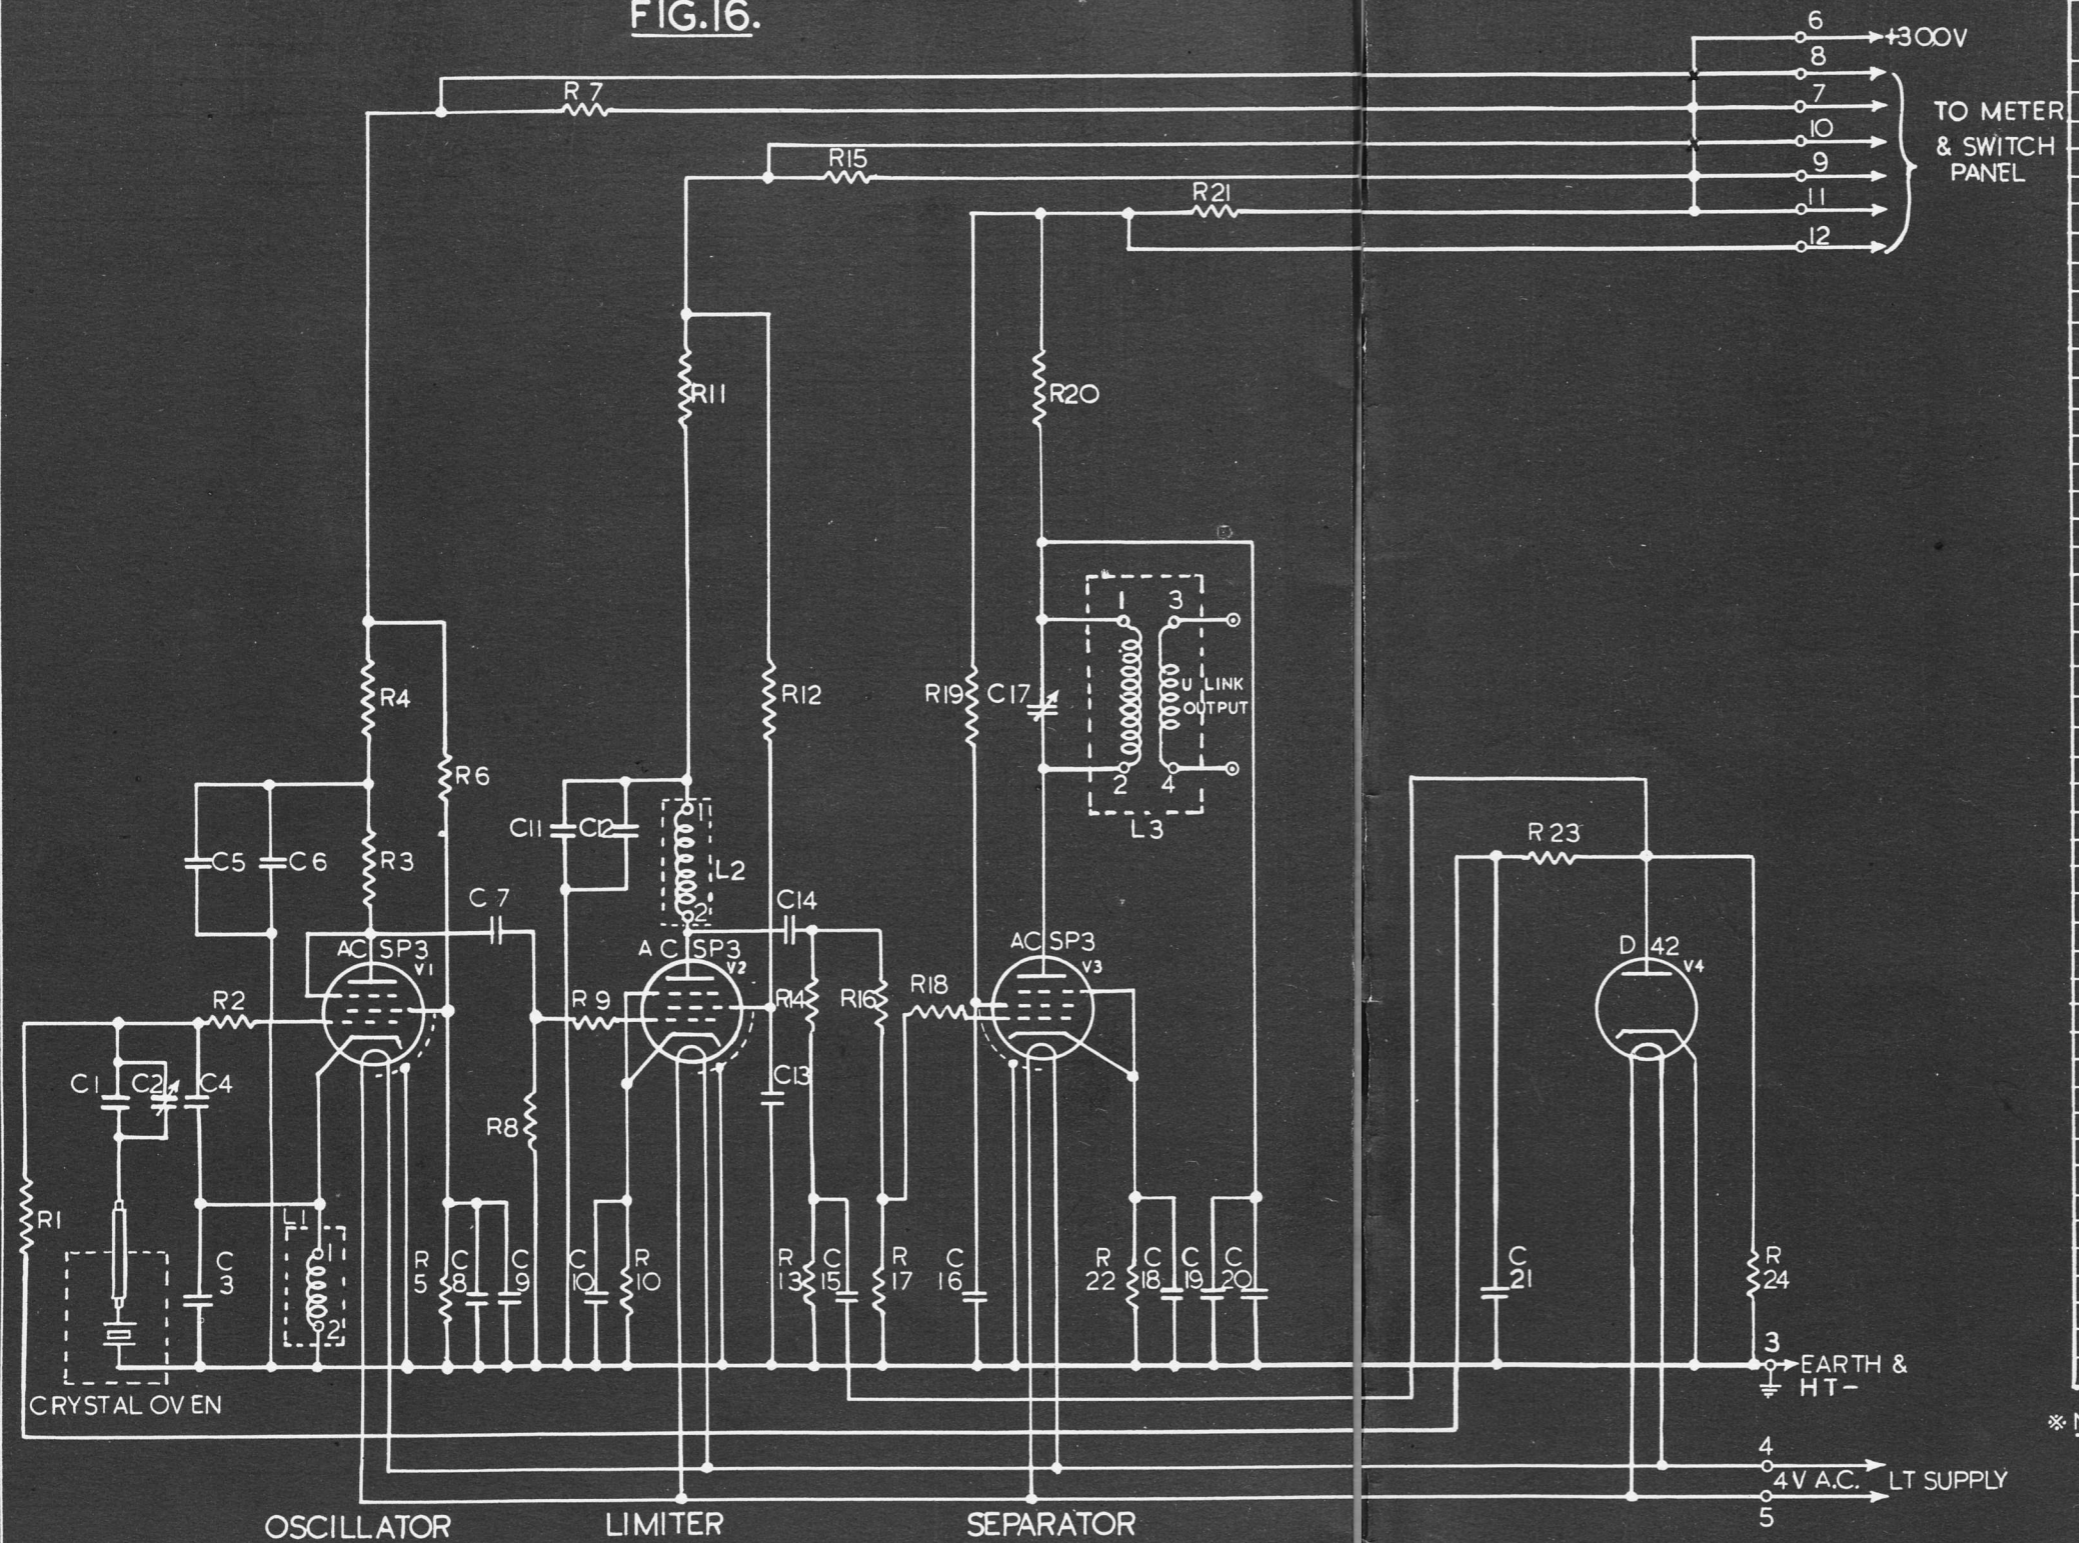 FIG.16.
6
+300V
8
R 7
7
TO METER
10
& SWITCH
R15
9
PANEL
R21
11
12
R11
R20
1
3
R4
R12
R19
C17
U LINK
OUTPUT
R6
2
4
L3
1
C11
C12
R 23
C5
C6
R3
L2
C 7
2
C14
AC SP3
V1
AC SP3
V2
AC SP3
V3
D 42
V4
R2
R 9
R14
R16
R18
C1
C2
C4
C13
R8
R1
L1
1
2
C
3
R
5
C
8
C
9
C
10
R
10
R
13
C
15
R
17
C
16
R
22
C
18
C
19
C
20
C
21
R
24
3
EARTH &
HT-
CRYSTAL OVEN
4
4V A.C.
LT SUPPLY
5
OSCILLATOR
LIMITER
SEPARATOR